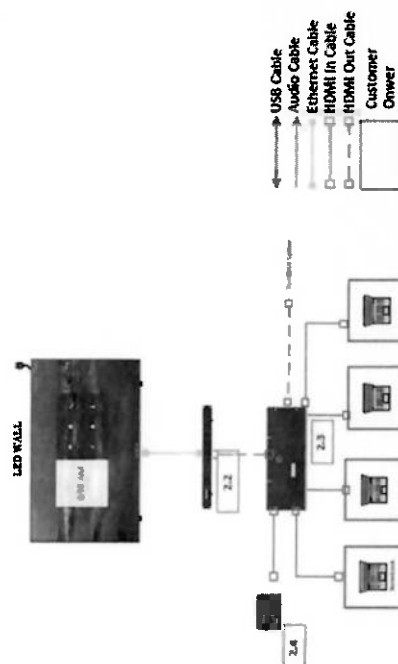 LED WALL
2.2
2.3
2.4
USB Cable
Audio Cable
Ethernet Cable
HDMI In Cable
HDMI Out Cable
Customer
Onwer